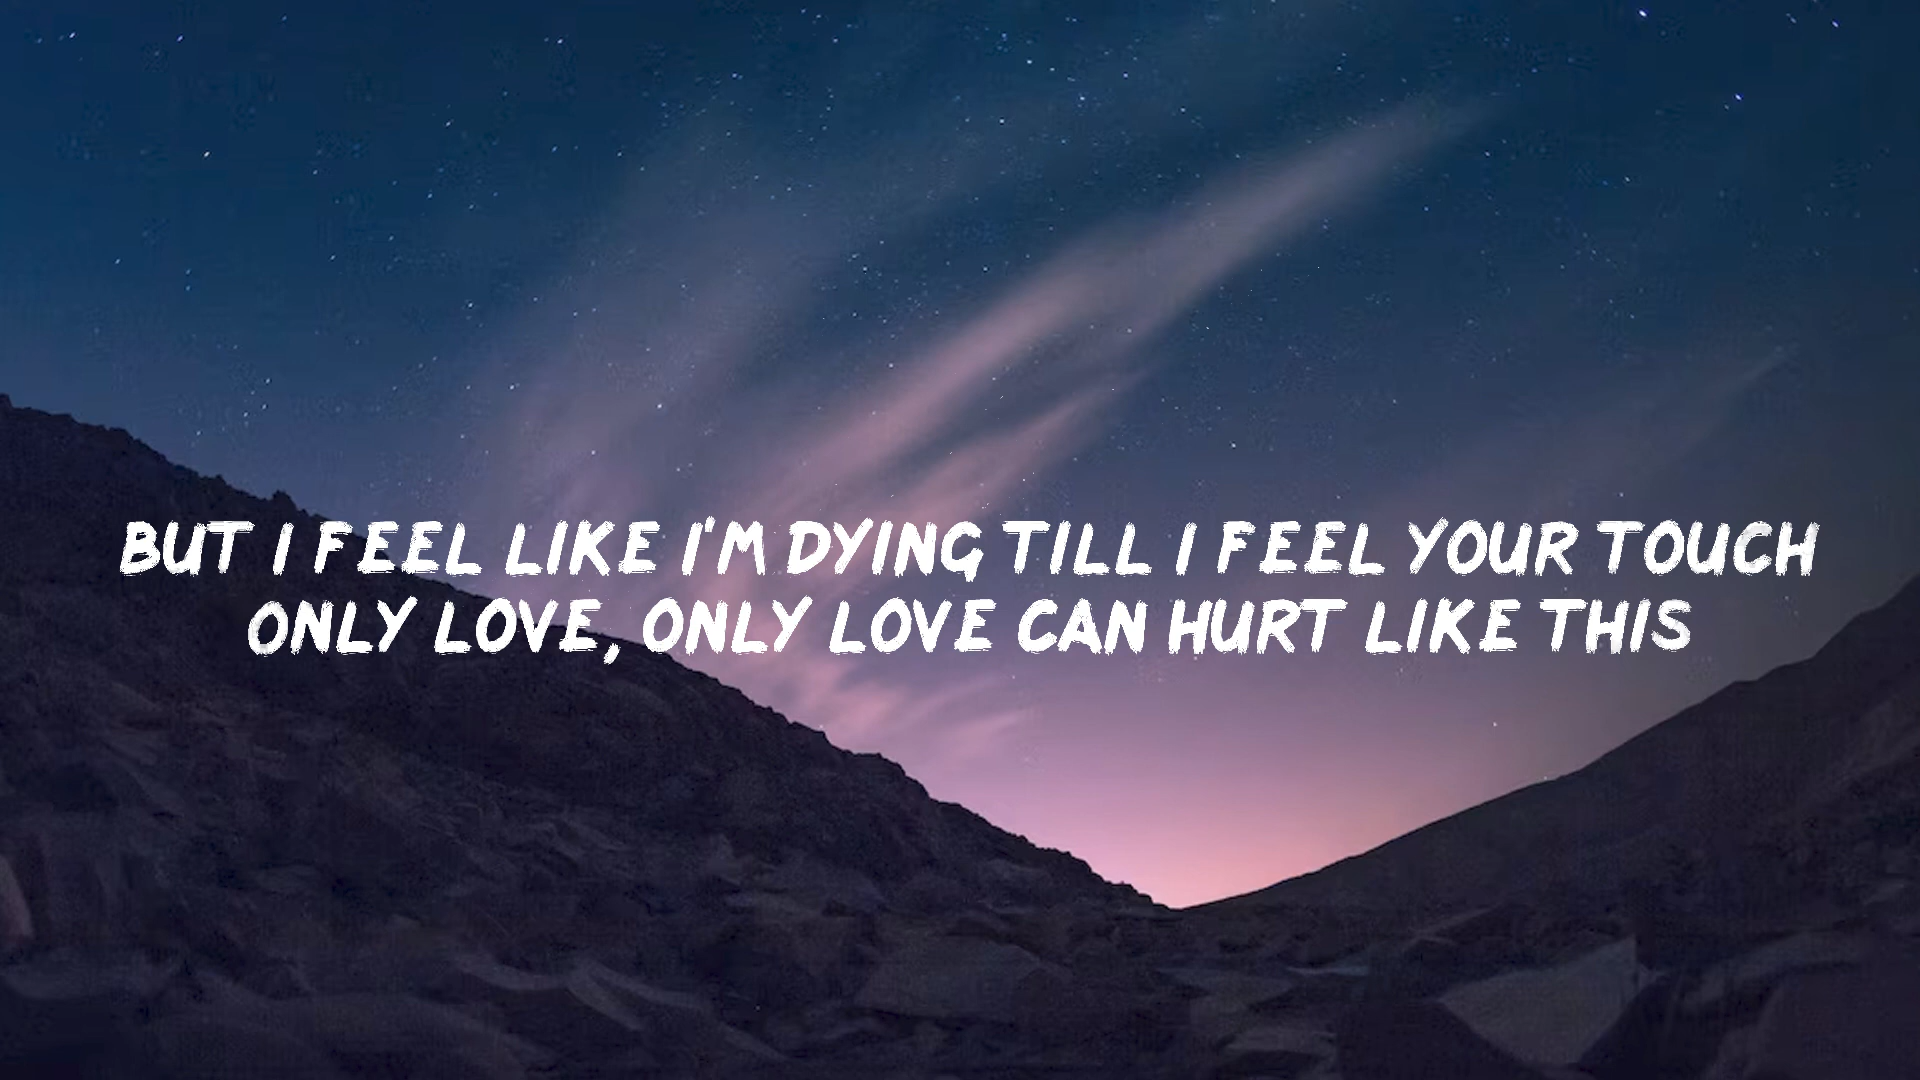 BUT I FEEL LIKE I'M DYING TILL I FEEL YOUR TOUCH
ONLY LOVE, ONLY LOVE CAN HURT LIKE THIS